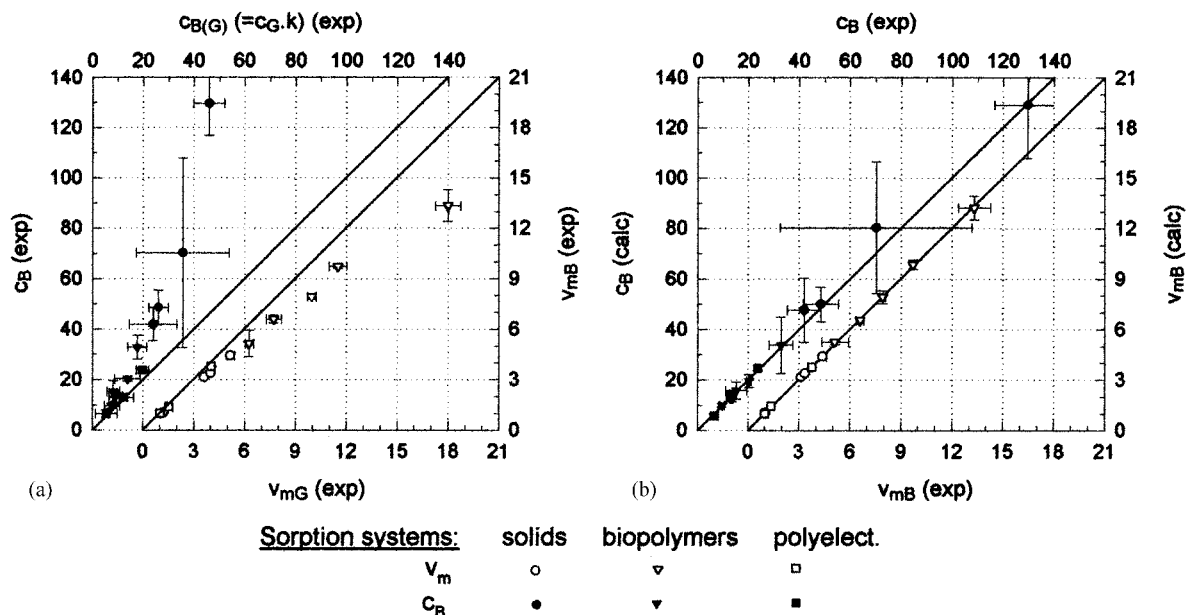 c_B(G) (=c_G.k) (exp)
0 20 40 60 80 100 120 140
140 120 100 80 60 40 20 0
c_B (exp)
21 18 15 12 9 6 3 0
v_mB (exp)
0 3 6 9 12 15 18 21
(a)
v_mG (exp)
c_B (exp)
0 20 40 60 80 100 120 140
140 120 100 80 60 40 20 0
c_B (calc)
21 18 15 12 9 6 3 0
v_mB (calc)
0 3 6 9 12 15 18 21
(b)
v_mB (exp)
Sorption systems: solids biopolymers polyelect.
v_m
c_B